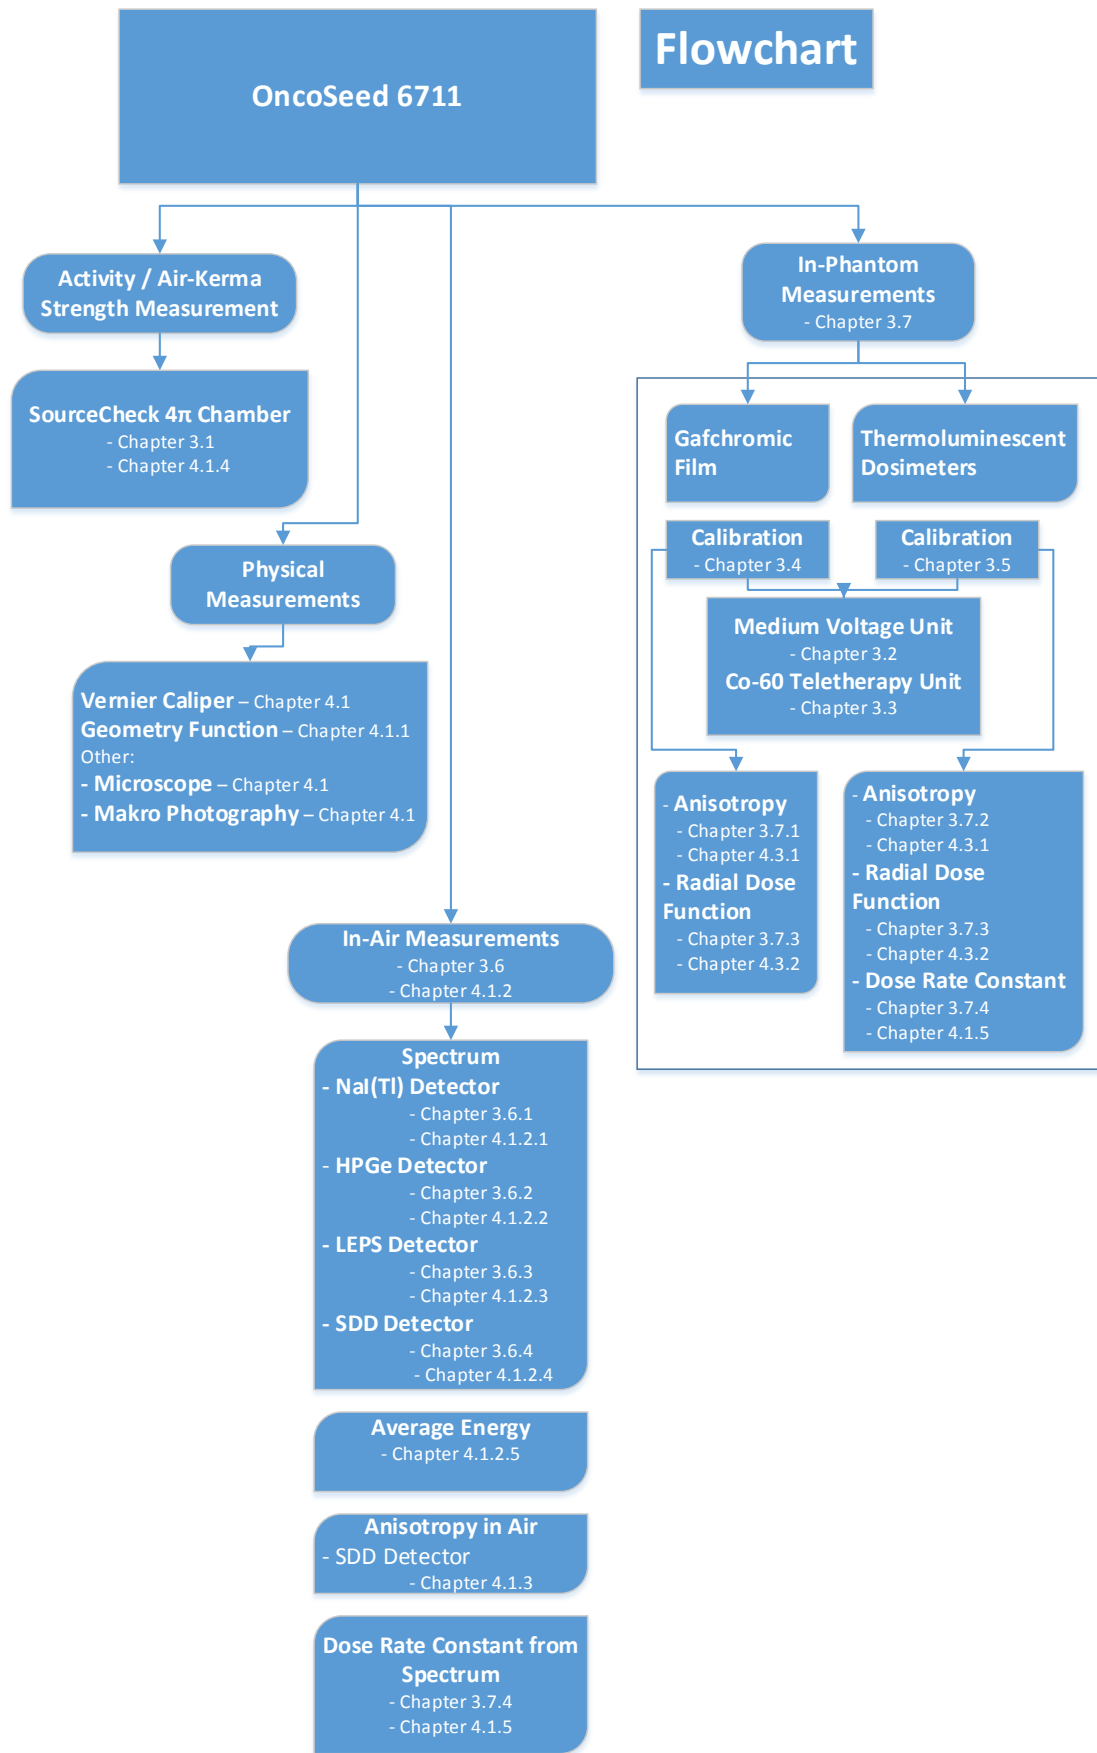 Flowchart
OncoSeed 6711
Activity / Air-Kerma
Strength Measurement
SourceCheck 4π Chamber
- Chapter 3.1
- Chapter 4.1.4
Physical
Measurements
Vernier Caliper – Chapter 4.1
Geometry Function – Chapter 4.1.1
Other:
- Microscope – Chapter 4.1
- Makro Photography – Chapter 4.1
In-Air Measurements
- Chapter 3.6
- Chapter 4.1.2
Spectrum
- NaI(Tl) Detector
- Chapter 3.6.1
- Chapter 4.1.2.1
- HPGe Detector
- Chapter 3.6.2
- Chapter 4.1.2.2
- LEPS Detector
- Chapter 3.6.3
- Chapter 4.1.2.3
- SDD Detector
- Chapter 3.6.4
- Chapter 4.1.2.4
Average Energy
- Chapter 4.1.2.5
Anisotropy in Air
- SDD Detector
- Chapter 4.1.3
Dose Rate Constant from
Spectrum
- Chapter 3.7.4
- Chapter 4.1.5
In-Phantom
Measurements
- Chapter 3.7
Gafchromic
Film
Thermoluminescent
Dosimeters
Calibration
- Chapter 3.4
Calibration
- Chapter 3.5
Medium Voltage Unit
- Chapter 3.2
Co-60 Teletherapy Unit
- Chapter 3.3
- Anisotropy
- Chapter 3.7.1
- Chapter 4.3.1
- Radial Dose
Function
- Chapter 3.7.3
- Chapter 4.3.2
- Anisotropy
- Chapter 3.7.2
- Chapter 4.3.1
- Radial Dose
Function
- Chapter 3.7.3
- Chapter 4.3.2
- Dose Rate Constant
- Chapter 3.7.4
- Chapter 4.1.5